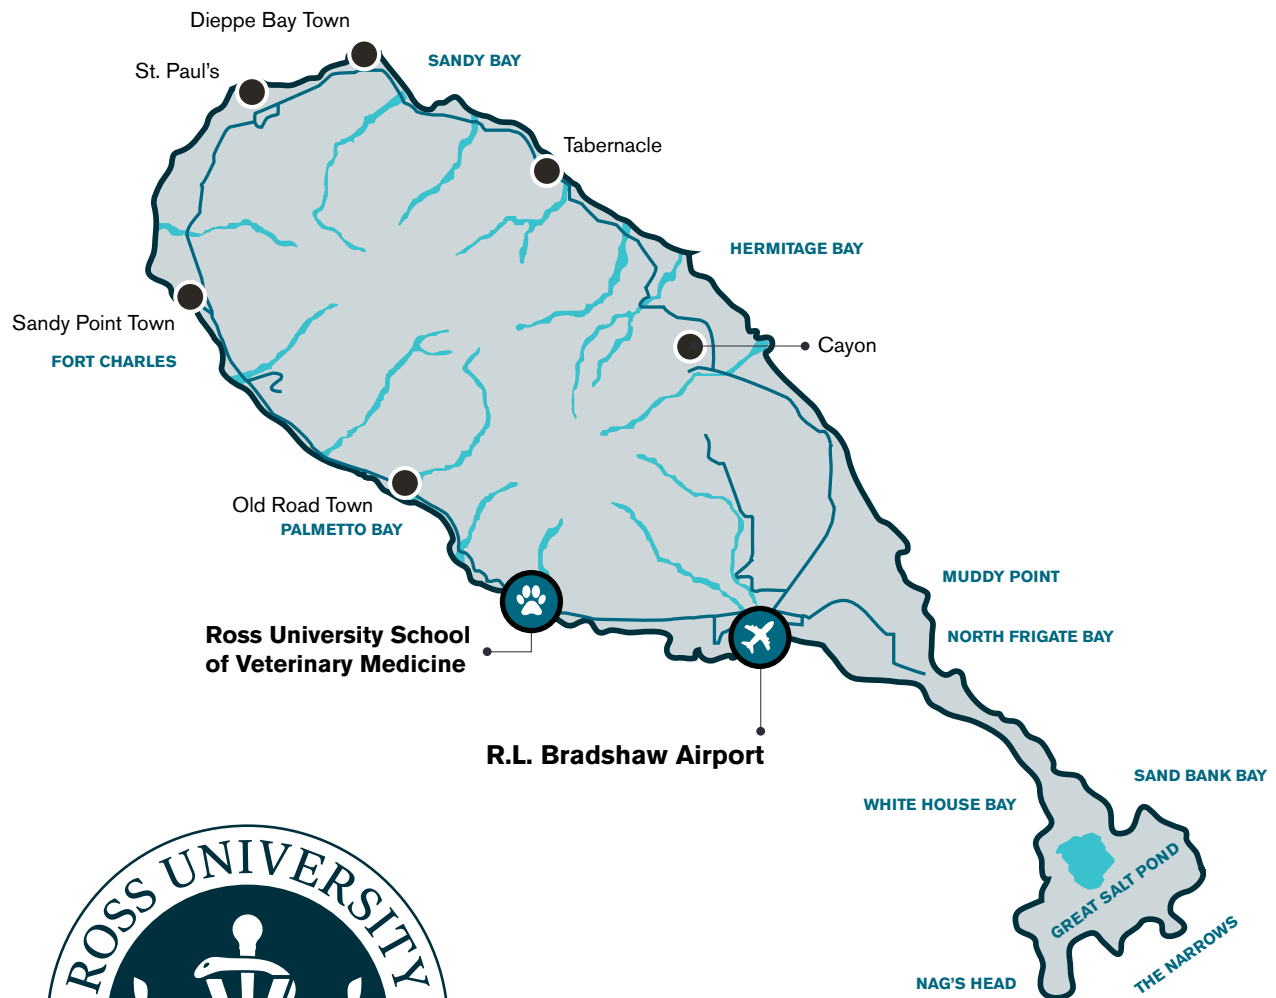 Dieppe Bay Town
SANDY BAY
St. Paul's
Tabernacle
HERMITAGE BAY
Sandy Point Town
FORT CHARLES
Cayon
Old Road Town
PALMETTO BAY
MUDDY POINT
Ross University School
of Veterinary Medicine
NORTH FRIGATE BAY
R.L. Bradshaw Airport
SAND BANK BAY
WHITE HOUSE BAY
GREAT SALT POND
THE NARROWS
NAG'S HEAD
ROSS UNIVERSITY